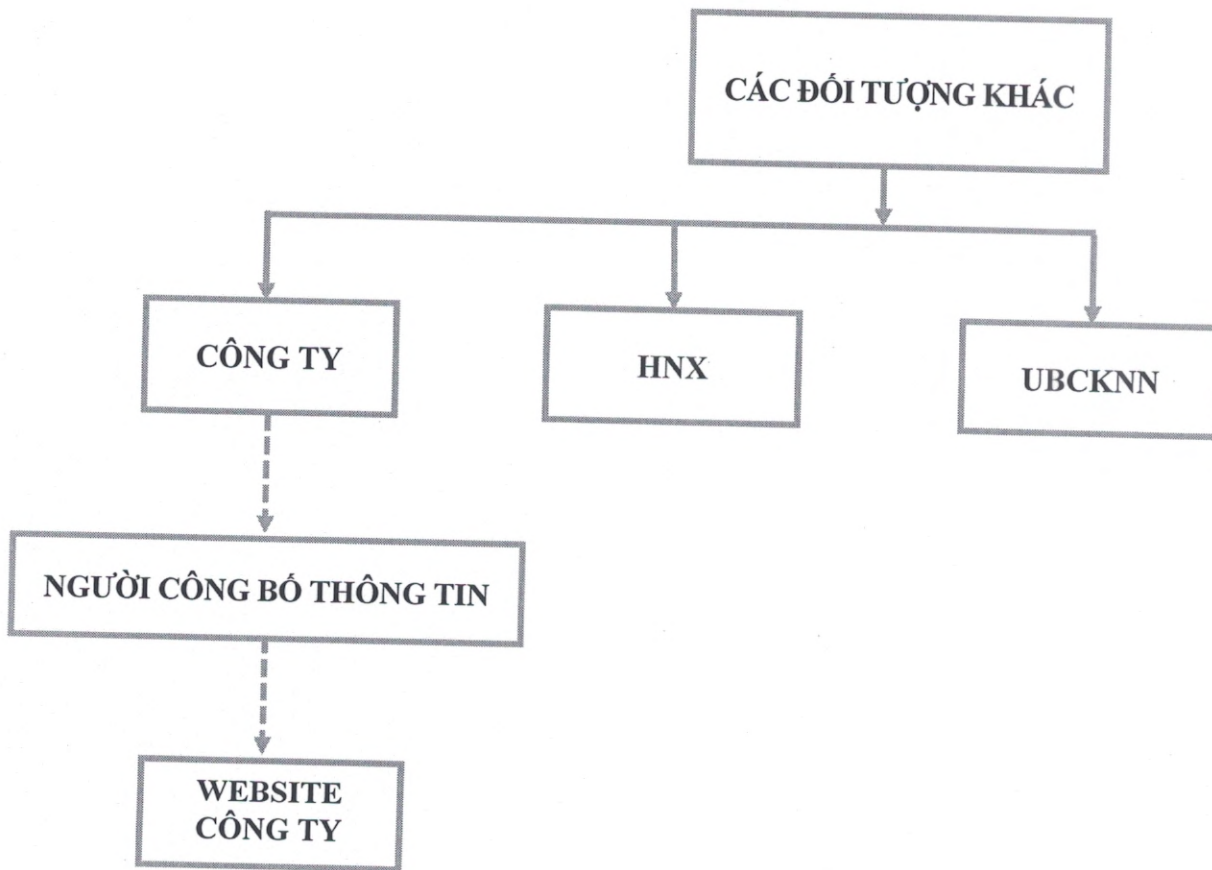 CÁC ĐỐI TƯỢNG KHÁC
CÔNG TY
HNX
UBCKNN
NGƯỜI CÔNG BỐ THÔNG TIN
WEBSITE
CÔNG TY